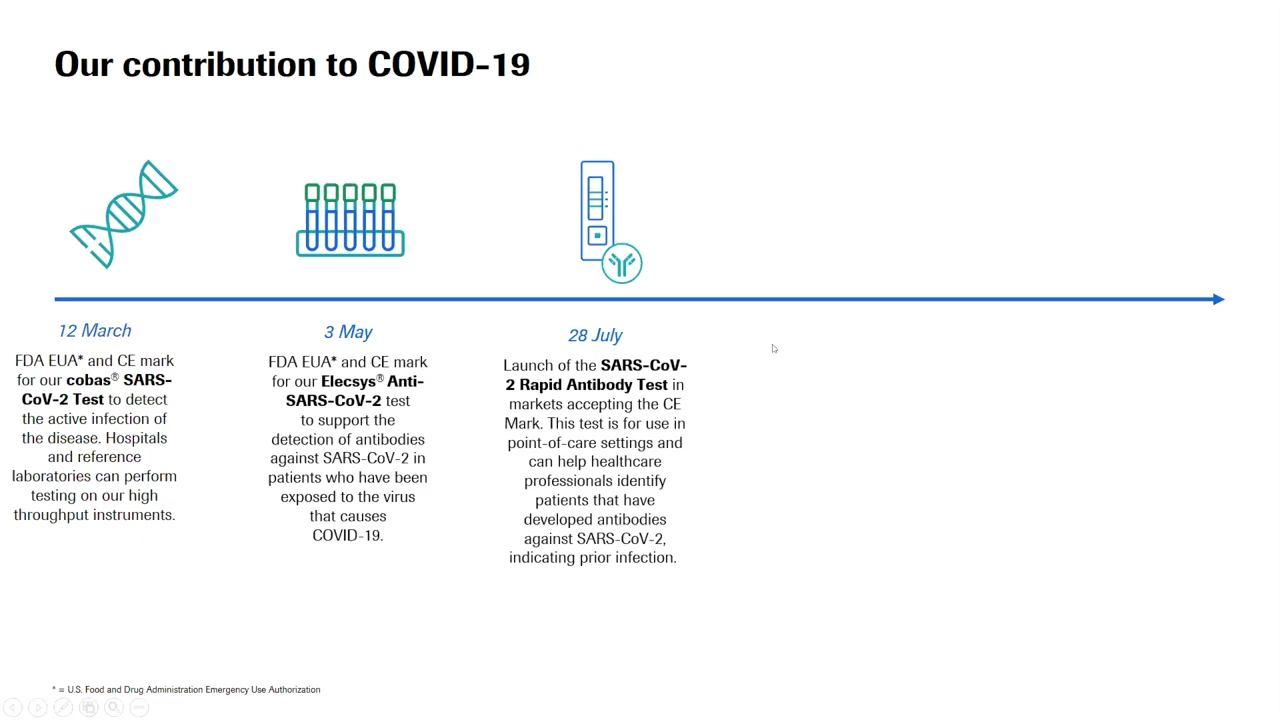 Our contribution to COVID-19
12 March
FDA EUA* and CE mark
for our cobas® SARS-
CoV-2 Test to detect
the active infection of
the disease. Hospitals
and reference
laboratories can perform
testing on our high
throughput instruments.
3 May
FDA EUA* and CE mark
for our Elecsys® Anti-
SARS-CoV-2 test
to support the
detection of antibodies
against SARS-CoV-2 in
patients who have been
exposed to the virus
that causes
COVID-19.
28 July
Launch of the SARS-CoV-
2 Rapid Antibody Test in
markets accepting the CE
Mark. This test is for use in
point-of-care settings and
can help healthcare
professionals identify
patients that have
developed antibodies
against SARS-CoV-2,
indicating prior infection.
* = U.S. Food and Drug Administration Emergency Use Authorization